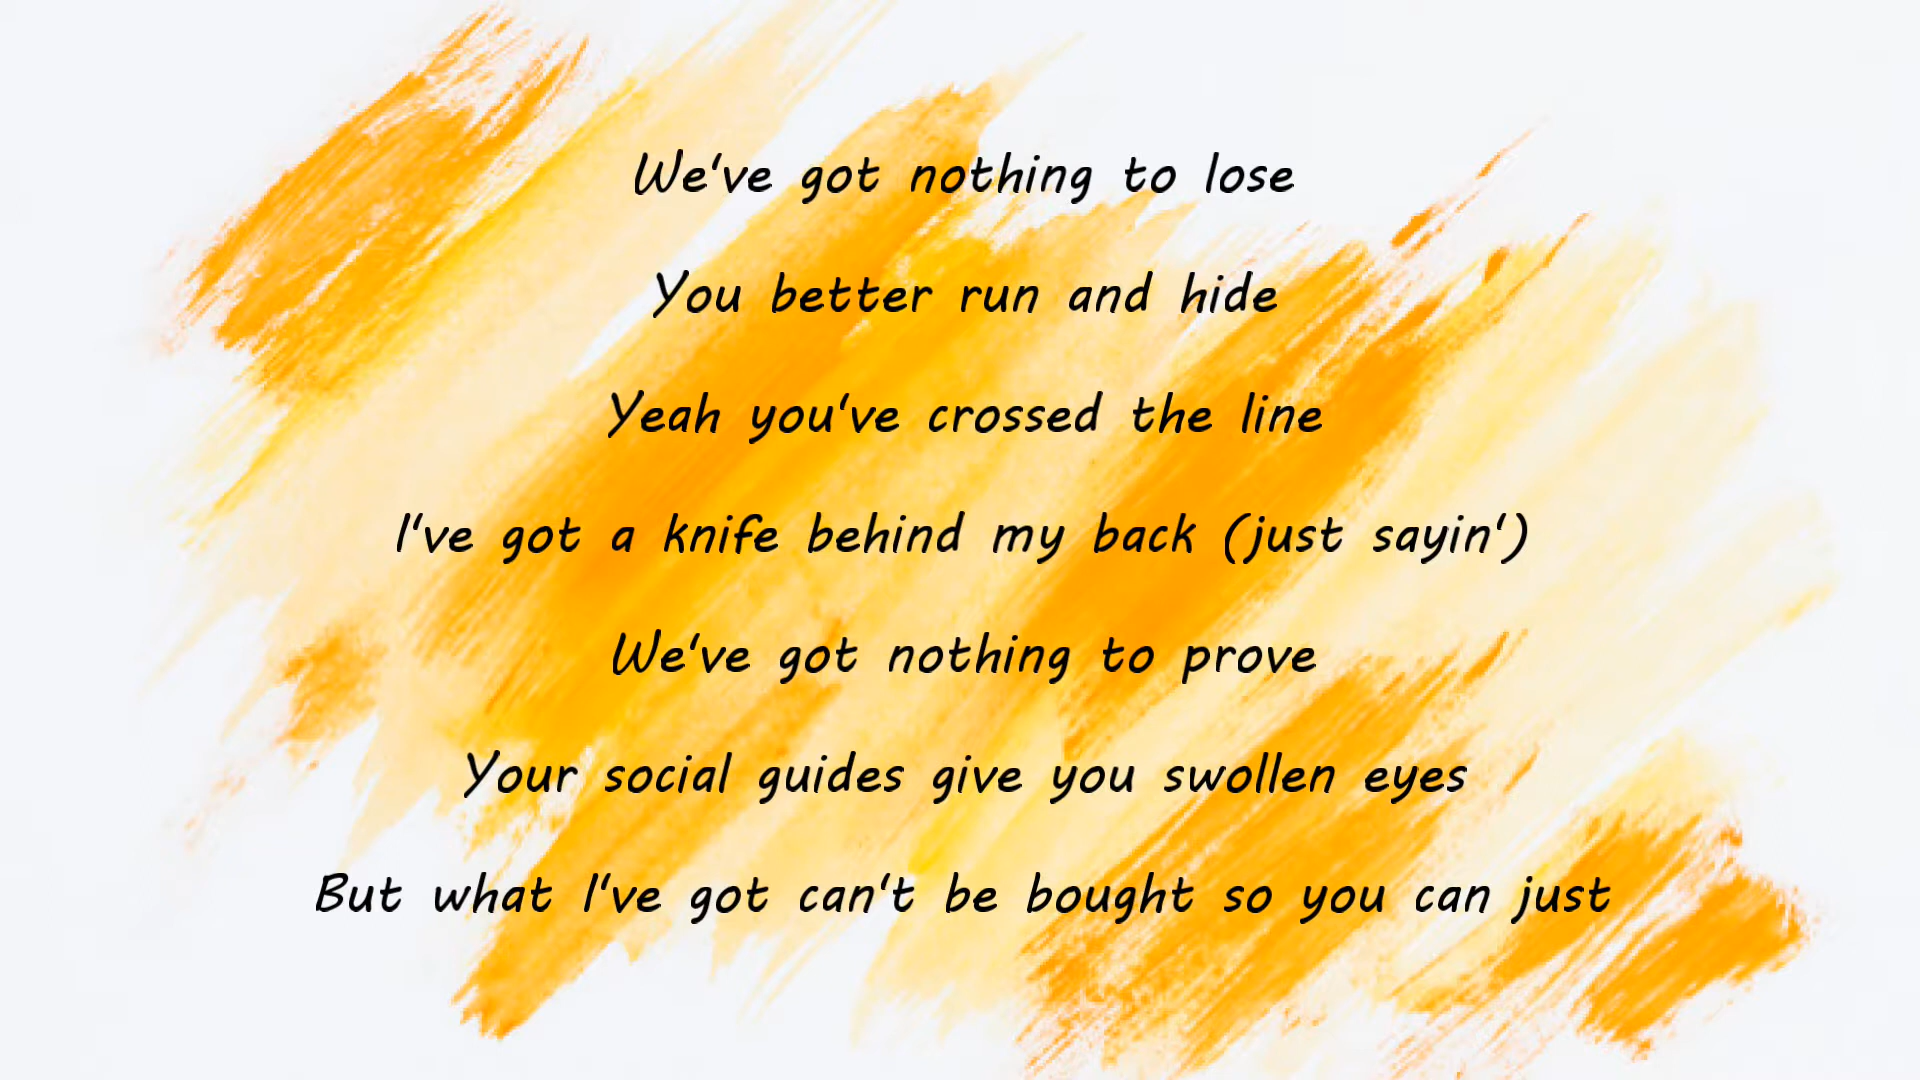 We've got nothing to lose
You better run and hide
Yeah you've crossed the line
I've got a knife behind my back (just sayin')
We've got nothing to prove
Your social guides give you swollen eyes
But what I've got can't be bought so you can just